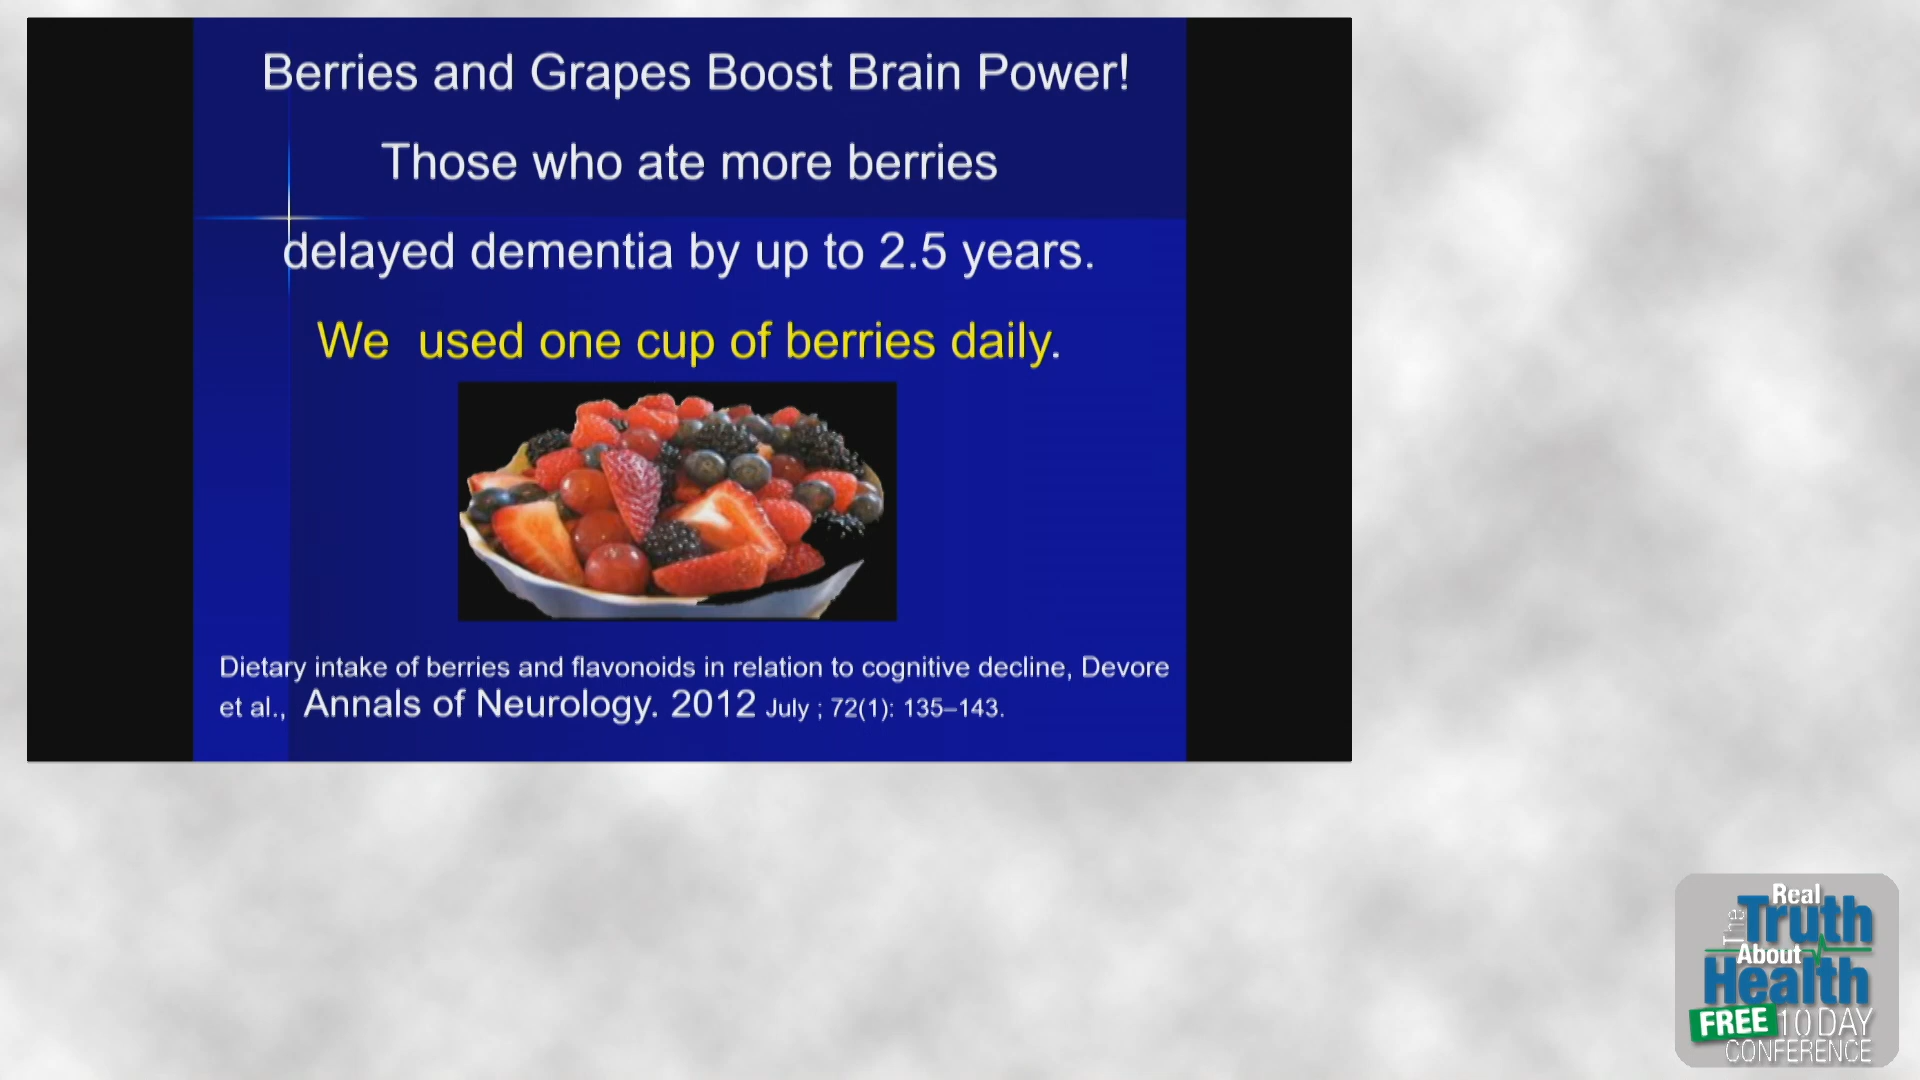 Berries and Grapes Boost Brain Power!
Those who ate more berries
delayed dementia by up to 2.5 years.
We used one cup of berries daily.
Dietary intake of berries and flavonoids in relation to cognitive decline, Devore
et al., Annals of Neurology. 2012 July ; 72(1): 135–143.
The Real
Truth
About
Health
FREE 10 DAY
CONFERENCE